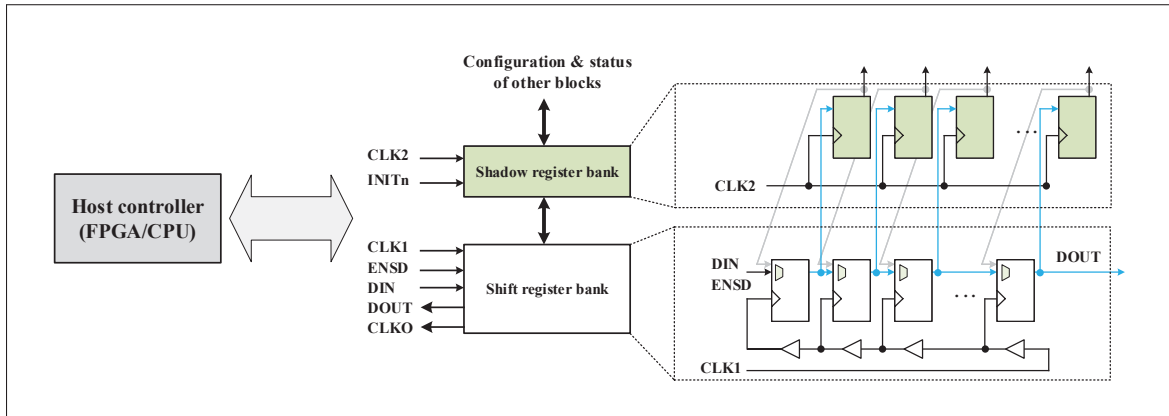 Configuration & status
of other blocks
Host controller
(FPGA/CPU)
CLK2
INITn
Shadow register bank
CLK1
ENSD
DIN
DOUT
CLKO
Shift register bank
...
CLK2
DIN
ENSD
DOUT
...
CLK1